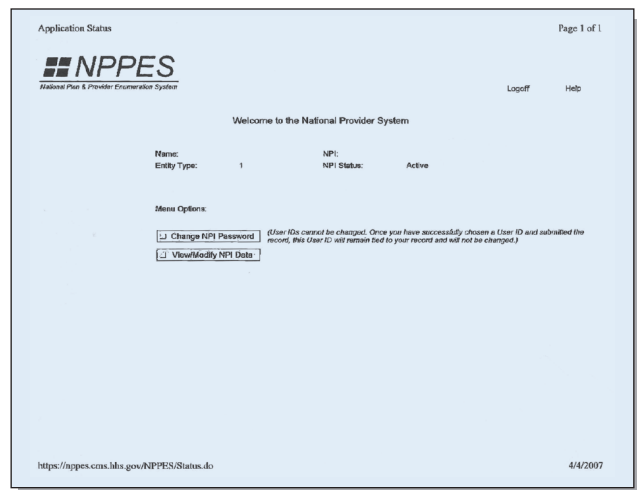 Application Status Page 1 of 1
NPPES
National Plan & Provider Enumeration System
Logoff Help
Welcome to the National Provider System
Name: NPI:
Entity Type: 1 NPI Status: Active
Menu Options:
Change NPI Password (User IDs cannot be changed. Once you have successfully chosen a User ID and submitted the
record, this User ID will remain tied to your record and will not be changed.)
View/Modify NPI Data
https://nppes.cms.hhs.gov/NPPES/Status.do 4/4/2007